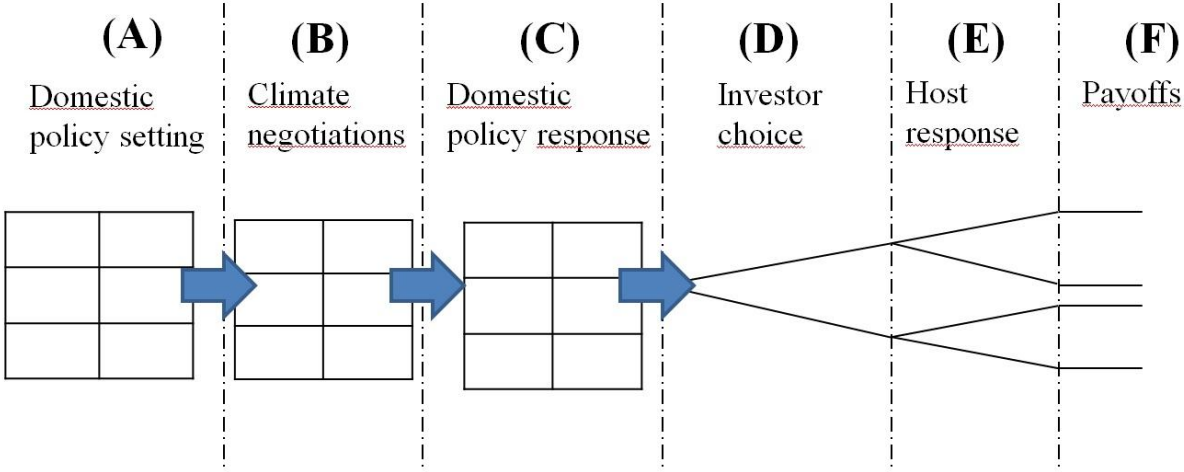 (A)
Domestic
policy setting
(B)
Climate
negotiations
(C)
Domestic
policy response
(D)
Investor
choice
(E)
Host
response
(F)
Payoffs